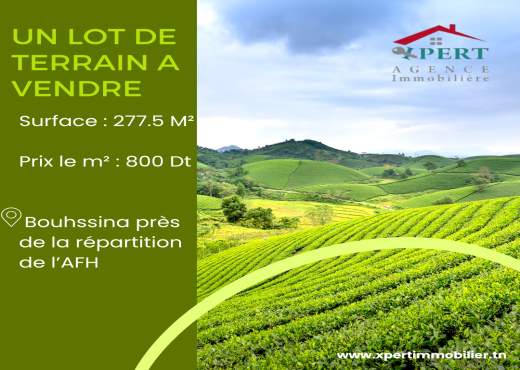 UN LOT DE
TERRAIN A
VENDRE
Surface : 277.5 M²
Prix le m² : 800 Dt
Bouhssina près
de la répartition
de l'AFH
XPERT
AGENCE
Immobilière
www.xpertimmobilier.tn